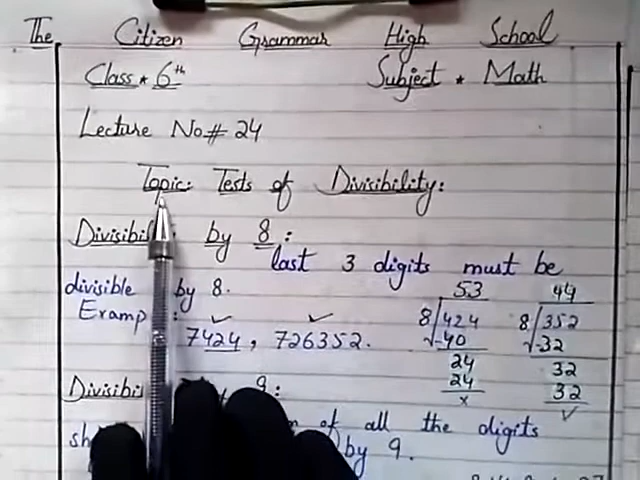 The Citizen Grammar High School
Class * 6th Subject * Math
Lecture No.# 24
Topic: Tests of Divisibility:
by 8:
last 3 digits must be
divisible by 8.
53 44
8/424 8/352
7424, 726352.
-40 -32
24 32
24 32
x ✓
9:
of all the digits
by 9.